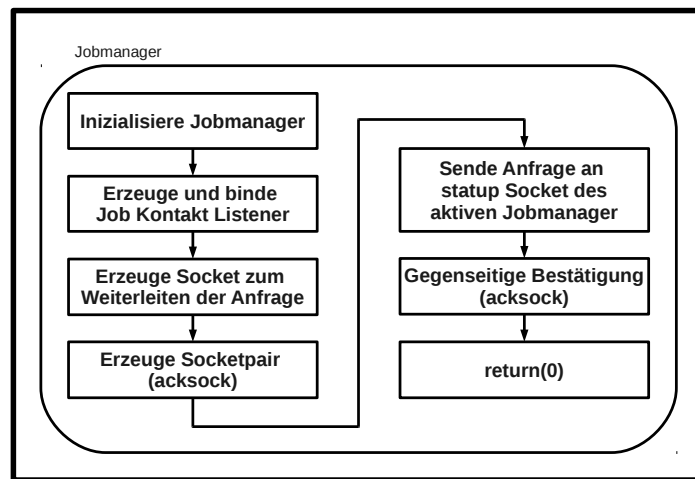 Jobmanager
Inizialisiere Jobmanager
Erzeuge und binde
Job Kontakt Listener
Erzeuge Socket zum
Weiterleiten der Anfrage
Erzeuge Socketpair
(acksock)
Sende Anfrage an
statup Socket des
aktiven Jobmanager
Gegenseitige Bestätigung
(acksock)
return(0)